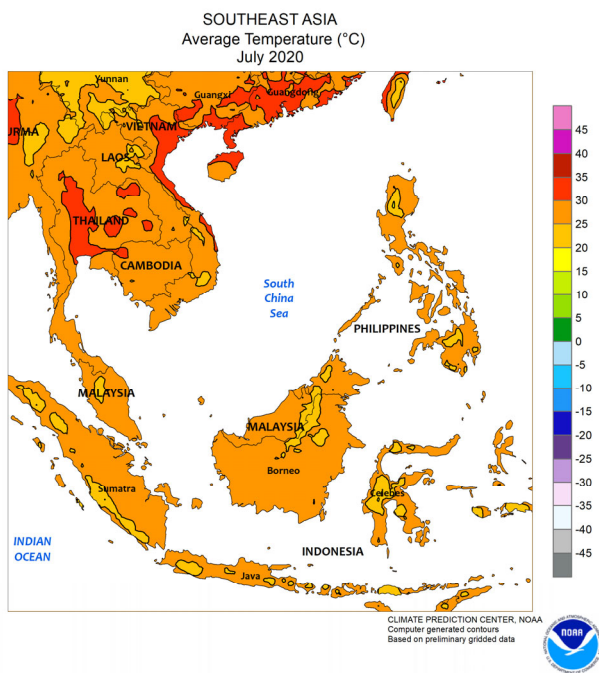 SOUTHEAST ASIA
Average Temperature (°C)
July 2020
Yunnan
Guangxi
Guangdong
URMA
VIETNAM
LAOS
THAILAND
CAMBODIA
South
China
Sea
PHILIPPINES
MALAYSIA
MALAYSIA
Borneo
Sumatra
Celebes
INDIAN
OCEAN
INDONESIA
Java
45
40
35
30
25
20
15
10
5
0
-5
-10
-15
-20
-25
-30
-35
-40
-45
CLIMATE PREDICTION CENTER, NOAA
Computer generated contours
Based on preliminary gridded data
NOAA